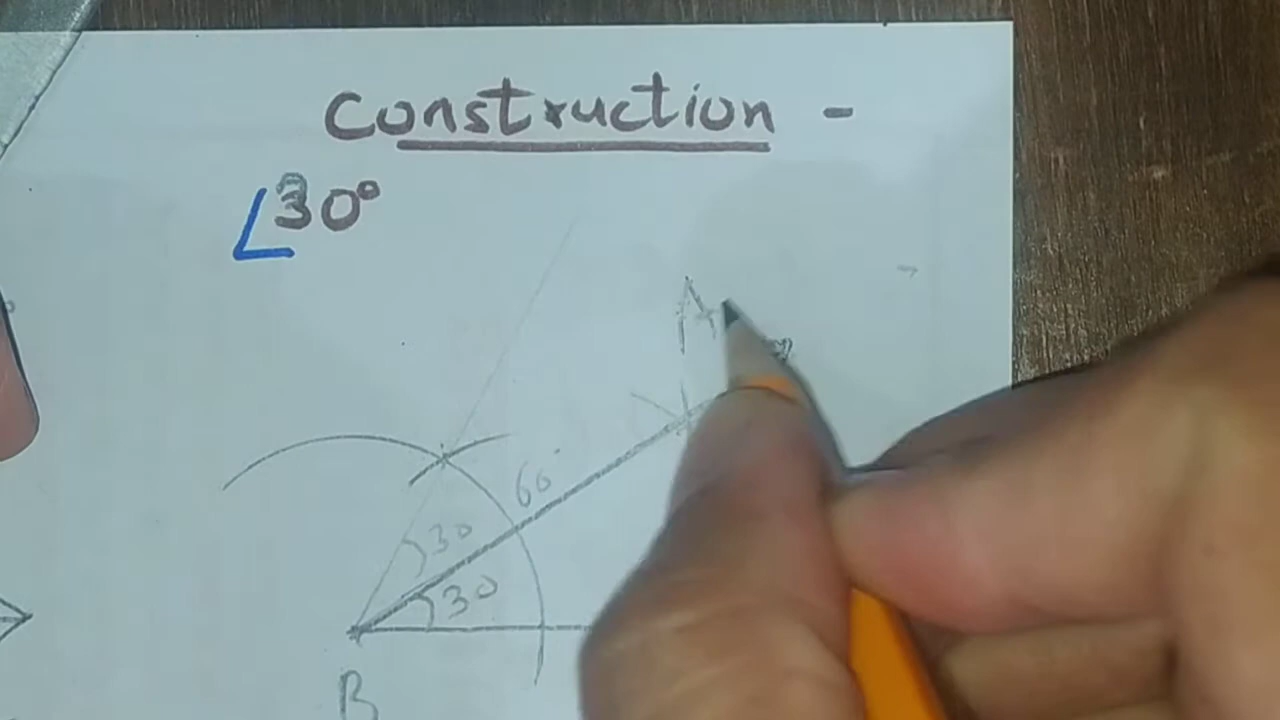 Construction -
∠30°
60°
30
30
B